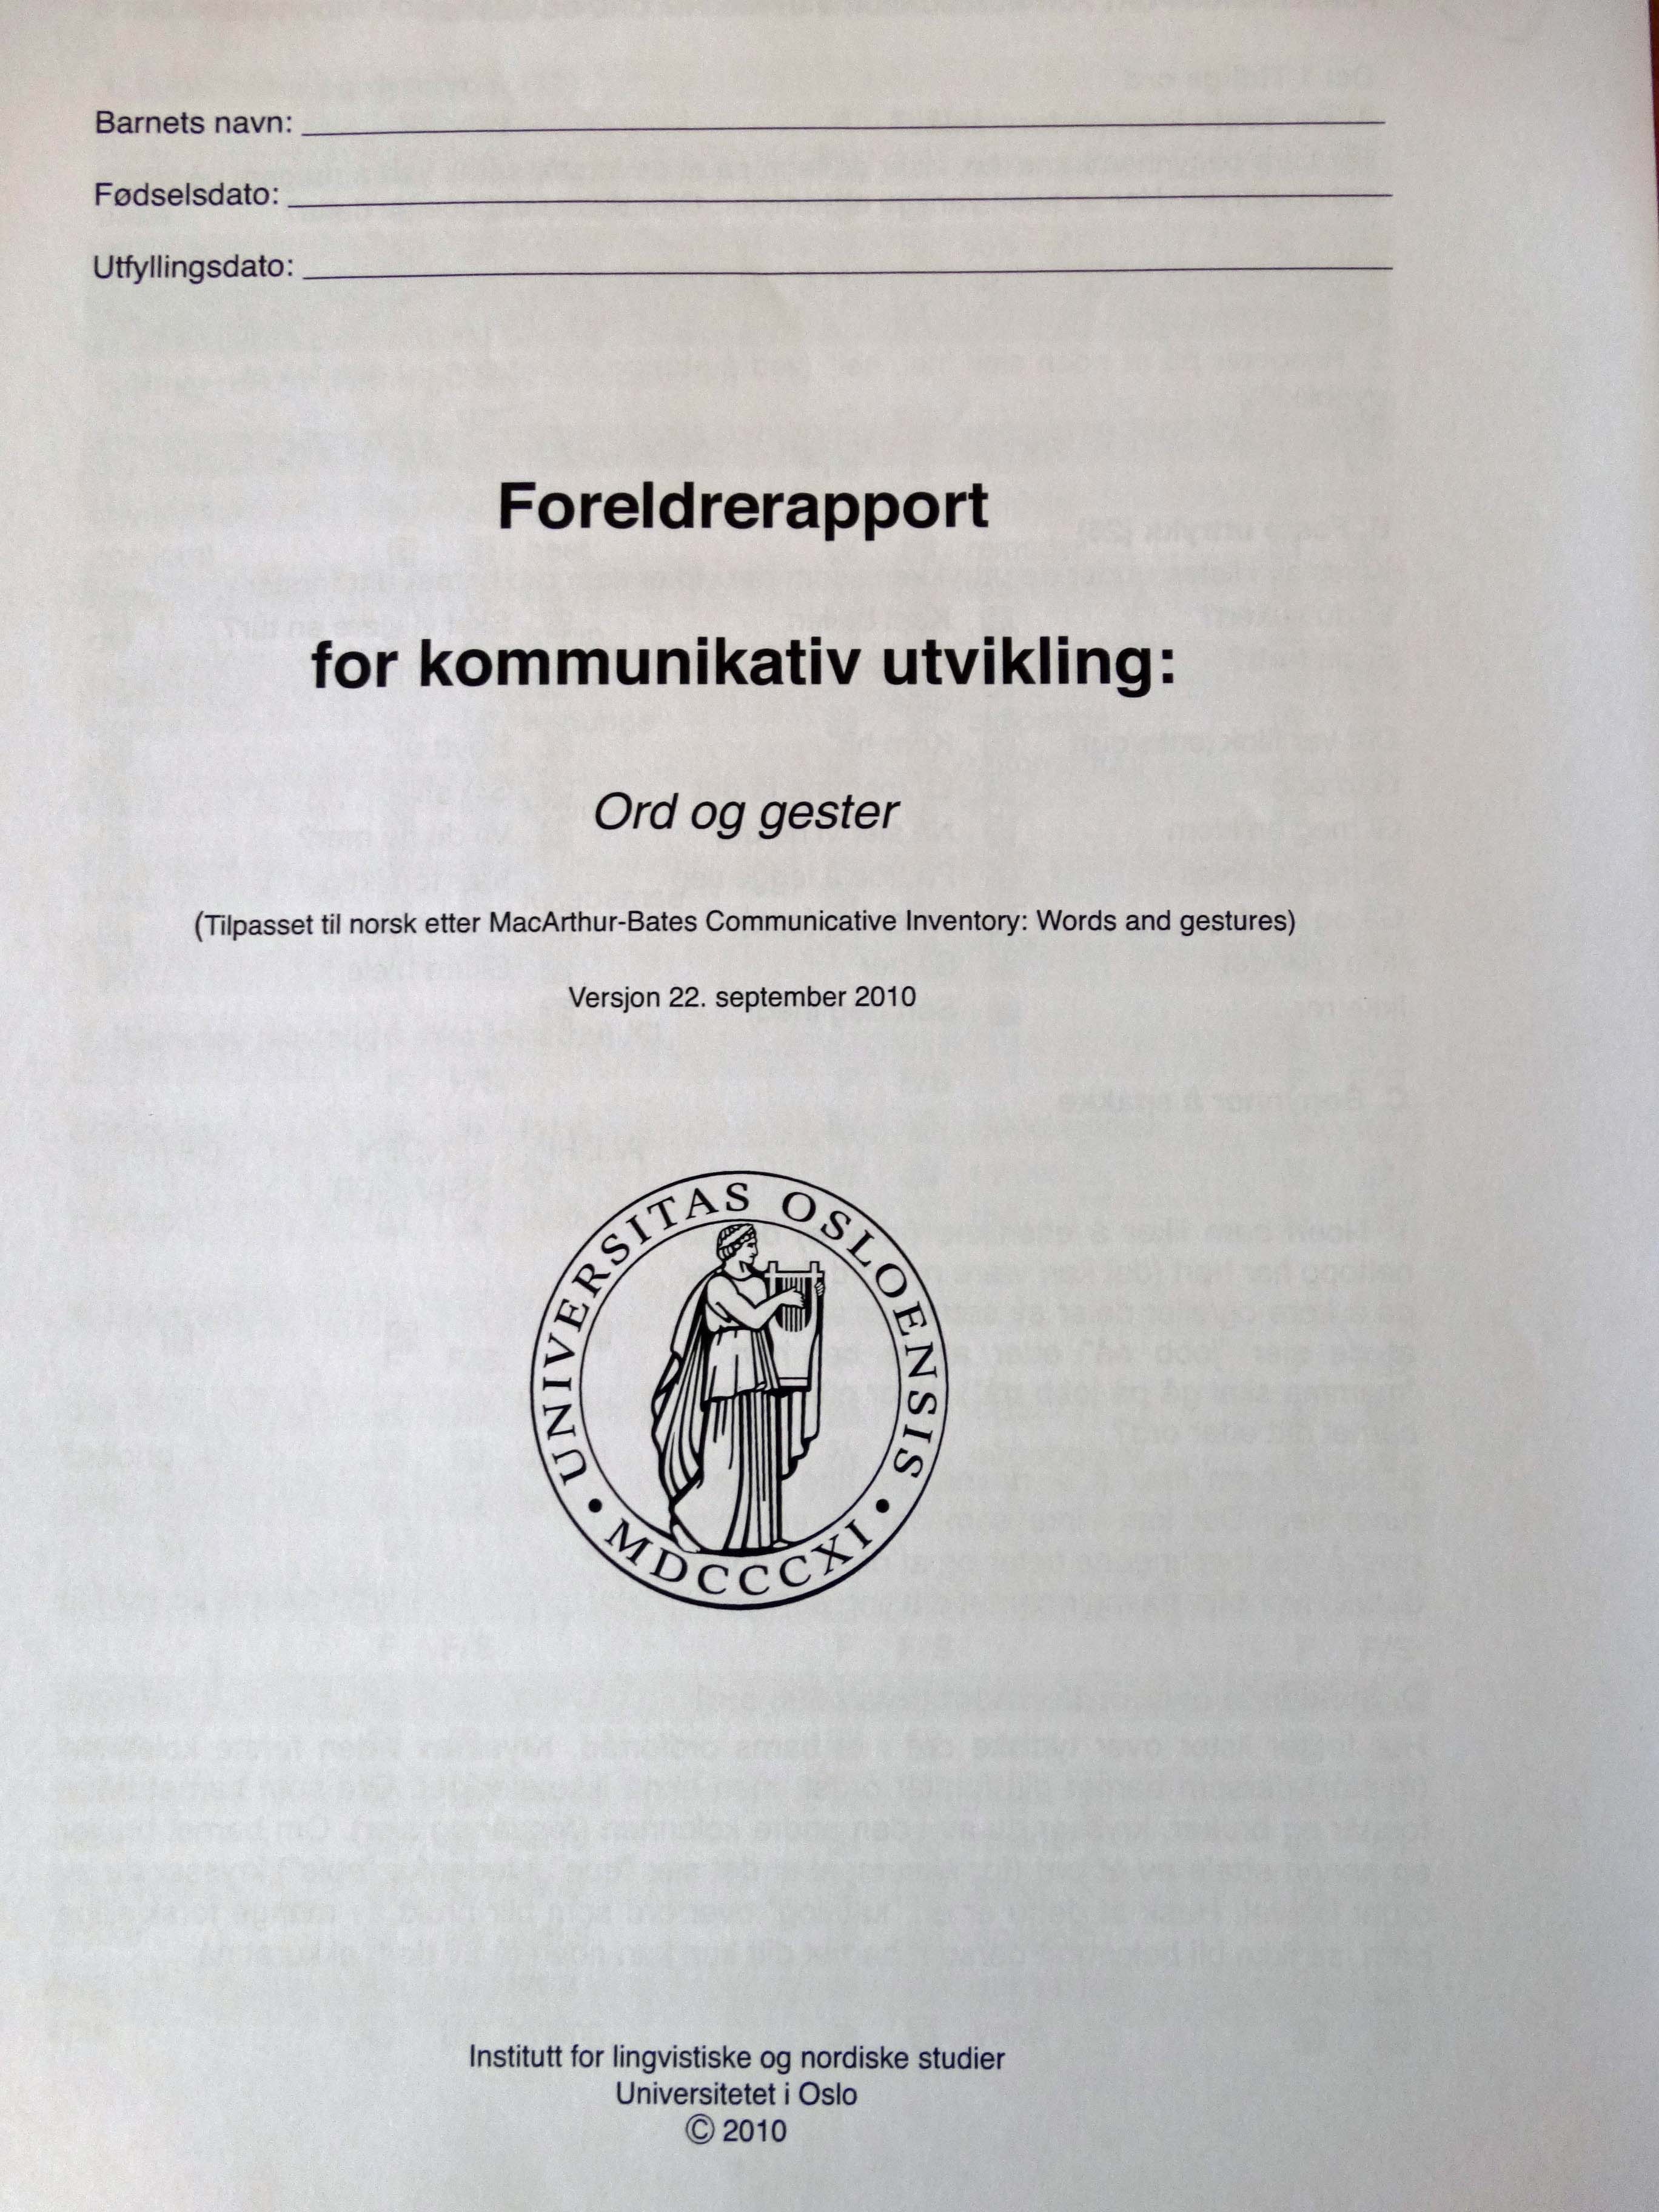 Barnets navn:
Fødselsdato:
Utfyllingsdato:
Foreldrerapport
for kommunikativ utvikling:
Ord og gester
(Tilpasset til norsk etter MacArthur-Bates Communicative Inventory: Words and gestures)
Versjon 22. september 2010
UNIVERSITAS OSLOENSIS
MDCCCXI
Institutt for lingvistiske og nordiske studier
Universitetet i Oslo
© 2010